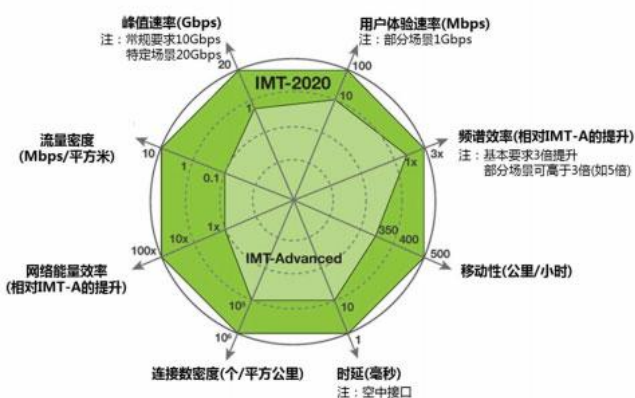 峰值速率(Gbps)
注：常规要求10Gbps
特定场景20Gbps
用户体验速率(Mbps)
注：部分场景1Gbps
20
100
IMT-2020
1
10
流量密度
(Mbps/平方米)
10
1
0.1
频谱效率(相对IMT-A的提升)
1x
3x
注：基本要求3倍提升
部分场景可高于3倍(如5倍)
网络能量效率
(相对IMT-A的提升)
100x
10x
1x
350
400
500
移动性(公里/小时)
IMT-Advanced
10⁵
10⁶
10
1
连接数密度(个/平方公里)
时延(毫秒)
注：空中接口